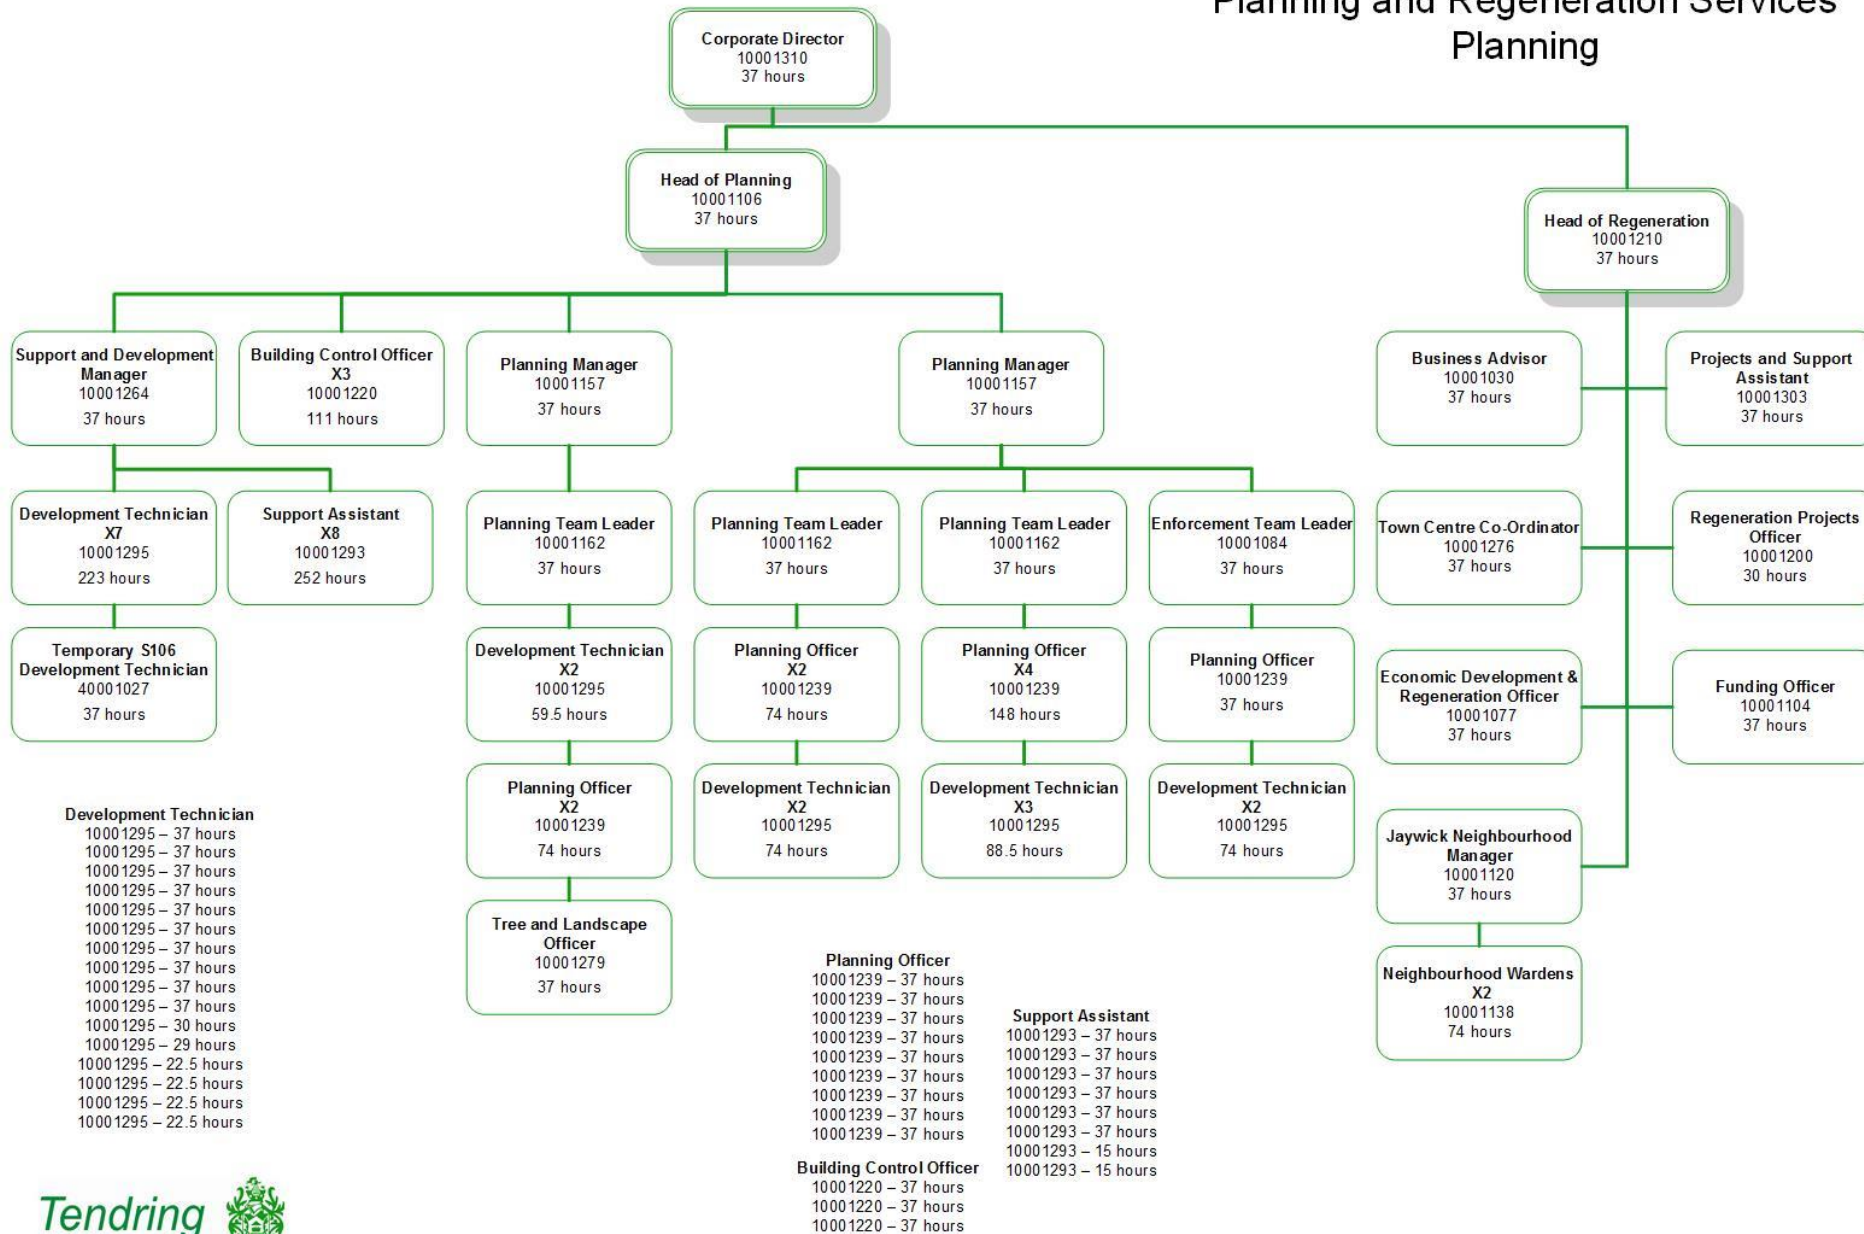 Planning and Regeneration Services
Planning
Corporate Director
10001310
37 hours
Head of Planning
10001106
37 hours
Head of Regeneration
10001210
37 hours
Support and Development
Manager
10001264
37 hours
Building Control Officer
X3
10001220
111 hours
Planning Manager
10001157
37 hours
Planning Manager
10001157
37 hours
Business Advisor
10001030
37 hours
Projects and Support
Assistant
10001303
37 hours
Development Technician
X7
10001295
223 hours
Support Assistant
X8
10001293
252 hours
Planning Team Leader
10001162
37 hours
Planning Team Leader
10001162
37 hours
Planning Team Leader
10001162
37 hours
Enforcement Team Leader
10001084
37 hours
Town Centre Co-Ordinator
10001276
37 hours
Regeneration Projects
Officer
10001200
30 hours
Temporary S106
Development Technician
40001027
37 hours
Development Technician
X2
10001295
59.5 hours
Planning Officer
X2
10001239
74 hours
Planning Officer
X4
10001239
148 hours
Planning Officer
10001239
37 hours
Economic Development &
Regeneration Officer
10001077
37 hours
Funding Officer
10001104
37 hours
Planning Officer
X2
10001239
74 hours
Development Technician
X2
10001295
74 hours
Development Technician
X3
10001295
88.5 hours
Development Technician
X2
10001295
74 hours
Jaywick Neighbourhood
Manager
10001120
37 hours
Tree and Landscape
Officer
10001279
37 hours
Neighbourhood Wardens
X2
10001138
74 hours
Development Technician
10001295 – 37 hours
10001295 – 37 hours
10001295 – 37 hours
10001295 – 37 hours
10001295 – 37 hours
10001295 – 37 hours
10001295 – 37 hours
10001295 – 37 hours
10001295 – 37 hours
10001295 – 37 hours
10001295 – 30 hours
10001295 – 29 hours
10001295 – 22.5 hours
10001295 – 22.5 hours
10001295 – 22.5 hours
10001295 – 22.5 hours
Planning Officer
10001239 – 37 hours
10001239 – 37 hours
10001239 – 37 hours
10001239 – 37 hours
10001239 – 37 hours
10001239 – 37 hours
10001239 – 37 hours
10001239 – 37 hours
10001239 – 37 hours
Support Assistant
10001293 – 37 hours
10001293 – 37 hours
10001293 – 37 hours
10001293 – 37 hours
10001293 – 37 hours
10001293 – 37 hours
10001293 – 15 hours
10001293 – 15 hours
Building Control Officer
10001220 – 37 hours
10001220 – 37 hours
10001220 – 37 hours
Tendring